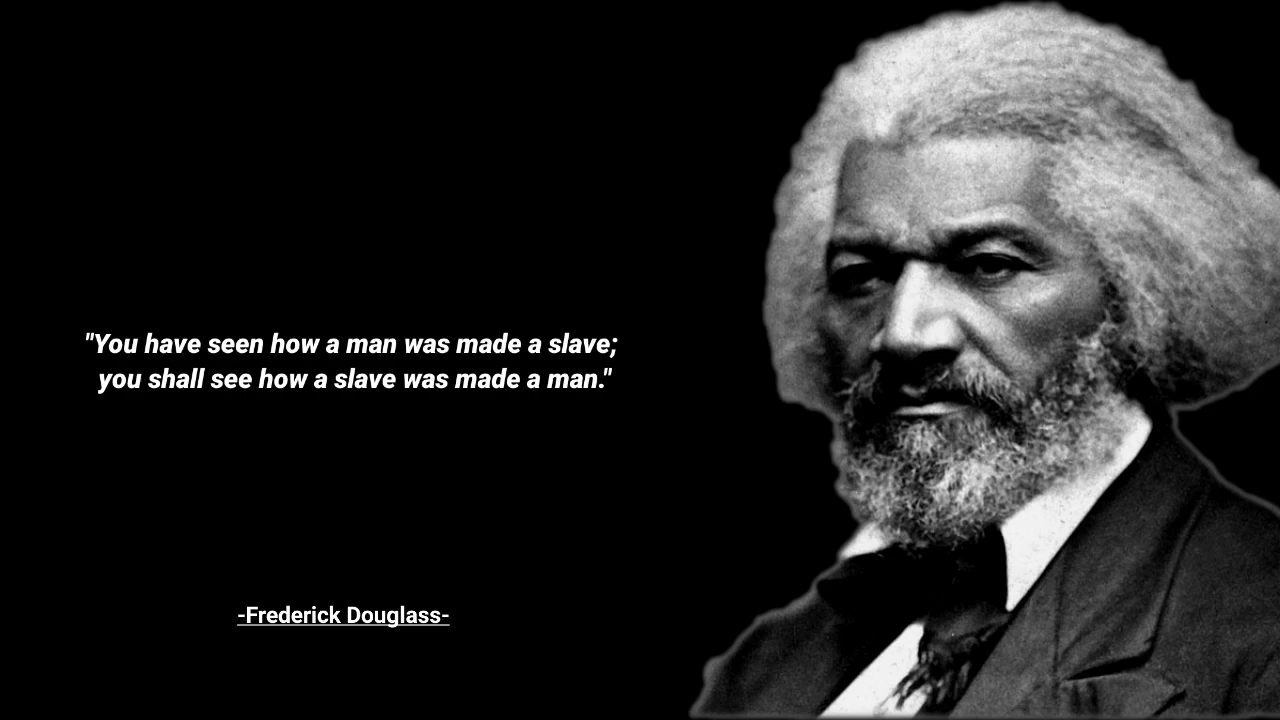 "You have seen how a man was made a slave;
you shall see how a slave was made a man."
-Frederick Douglass-